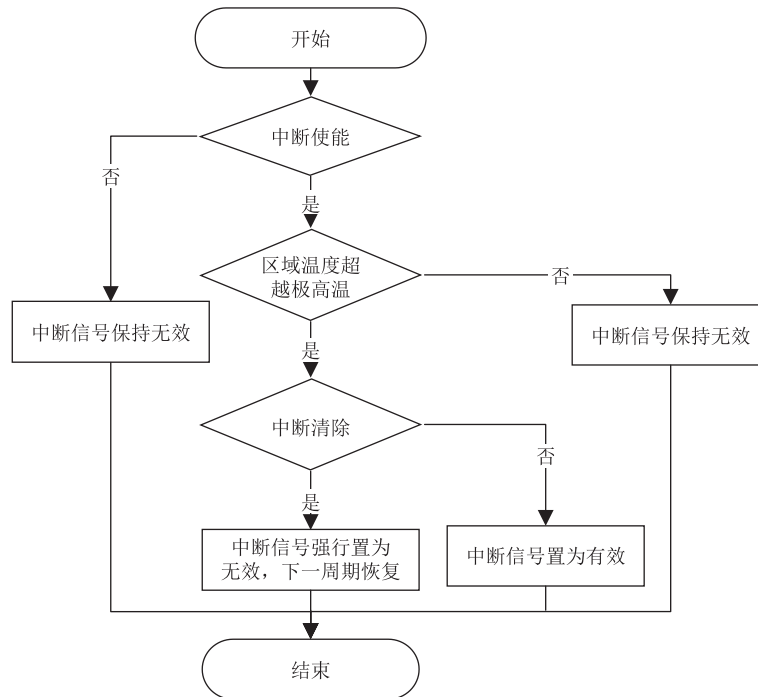 开始
中断使能
否
是
区域温度超
越极高温
否
中断信号保持无效
中断信号保持无效
是
中断清除
否
是
中断信号强行置为
无效，下一周期恢复
中断信号置为有效
结束